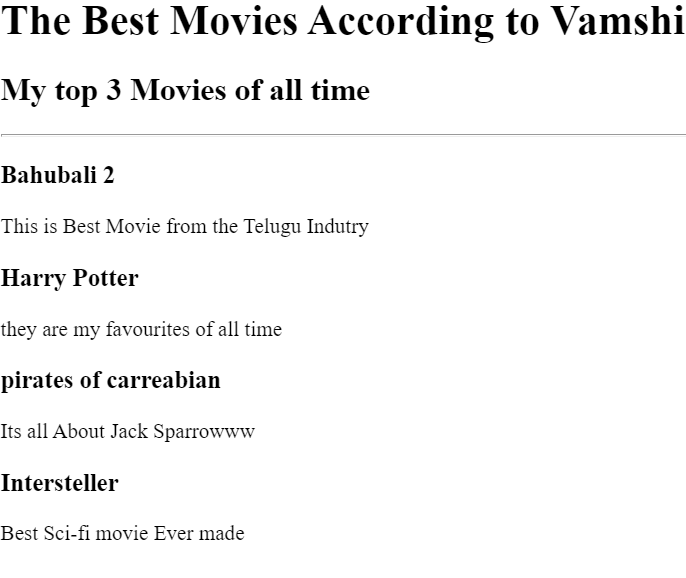 The Best Movies According to Vamshi
My top 3 Movies of all time
Bahubali 2
This is Best Movie from the Telugu Indutry
Harry Potter
they are my favourites of all time
pirates of carreabian
Its all About Jack Sparrowww
Intersteller
Best Sci-fi movie Ever made